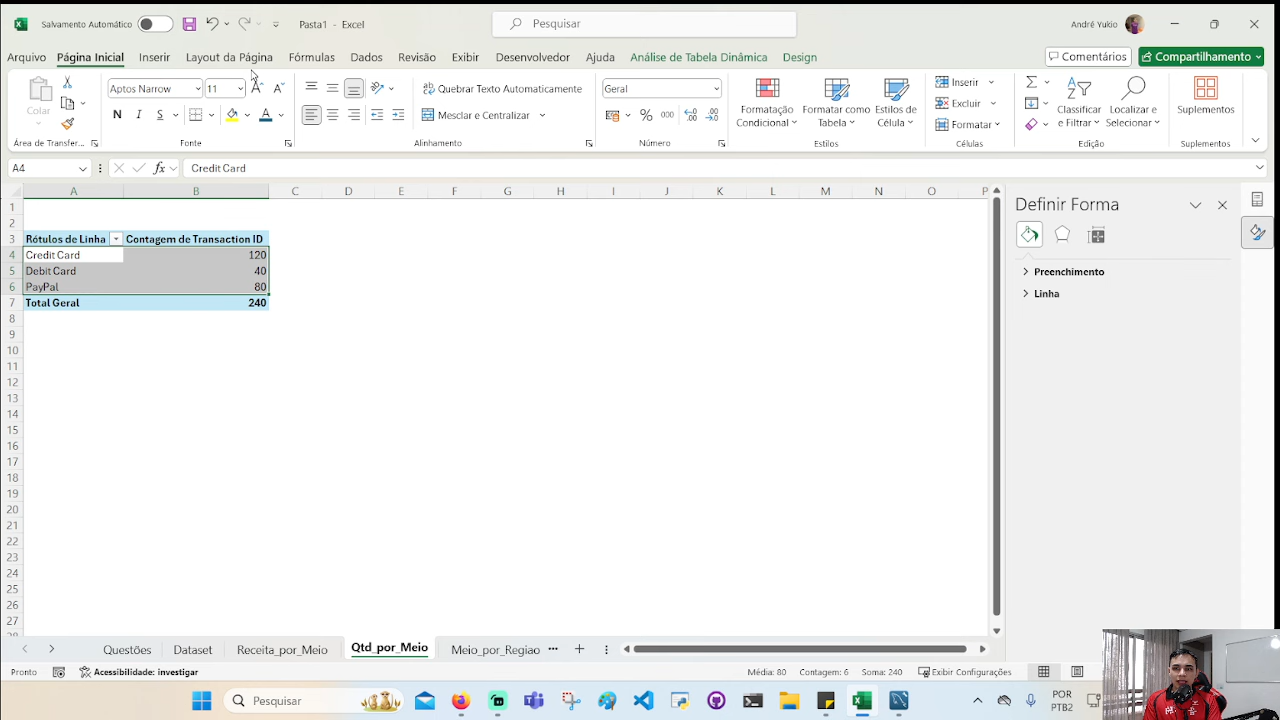 Salvamento Automático
Pasta1 - Excel
Pesquisar
André Yukio
Arquivo Página Inicial Inserir Layout da Página Fórmulas Dados Revisão Exibir Desenvolvedor Ajuda Análise de Tabela Dinâmica Design
Comentários Compartilhamento
Colar
Aptos Narrow 11
N I S
Quebrar Texto Automaticamente
Mesclar e Centralizar
Geral
% 000
Formatação Condicional
Formatar como Tabela
Estilos de Célula
Inserir
Excluir
Formatar
Classificar e Filtrar
Localizar e Selecionar
Suplementos
Área de Transfer... Fonte Alinhamento Número Estilos Células Edição Suplementos
A4 fx Credit Card
A B C D E F G H I J K L M N O P
1
2
3 Rótulos de Linha Contagem de Transaction ID
4 Credit Card 120
5 Debit Card 40
6 PayPal 80
7 Total Geral 240
8
9
10
11
12
13
14
15
16
17
18
19
20
21
22
23
24
25
26
27
28
Definir Forma
Preenchimento
Linha
Questões Dataset Receita_por_Meio Qtd_por_Meio Meio_por_Regiao ...
Pronto Acessibilidade: investigar Média: 80 Contagem: 6 Soma: 240 Exibir Configurações
Pesquisar
POR
PTB2